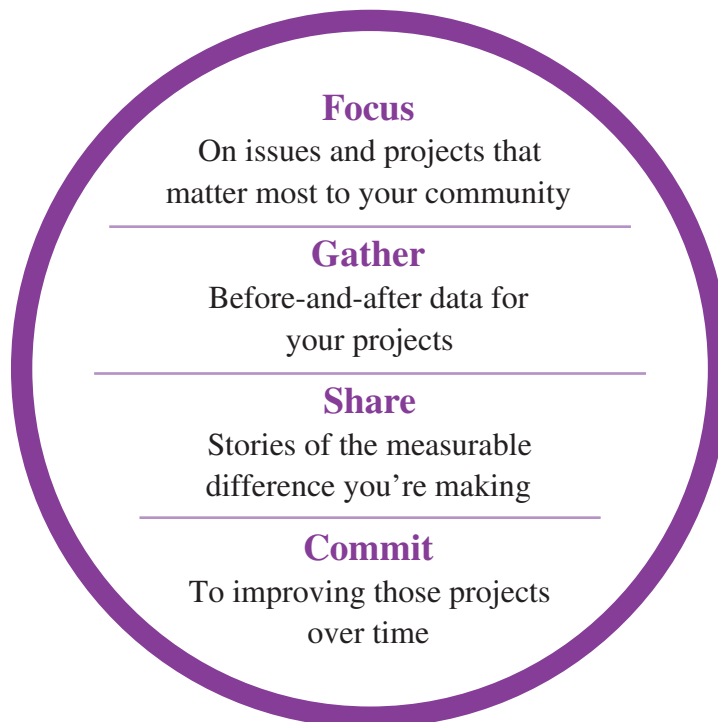 Focus
On issues and projects that
matter most to your community
Gather
Before-and-after data for
your projects
Share
Stories of the measurable
difference you’re making
Commit
To improving those projects
over time